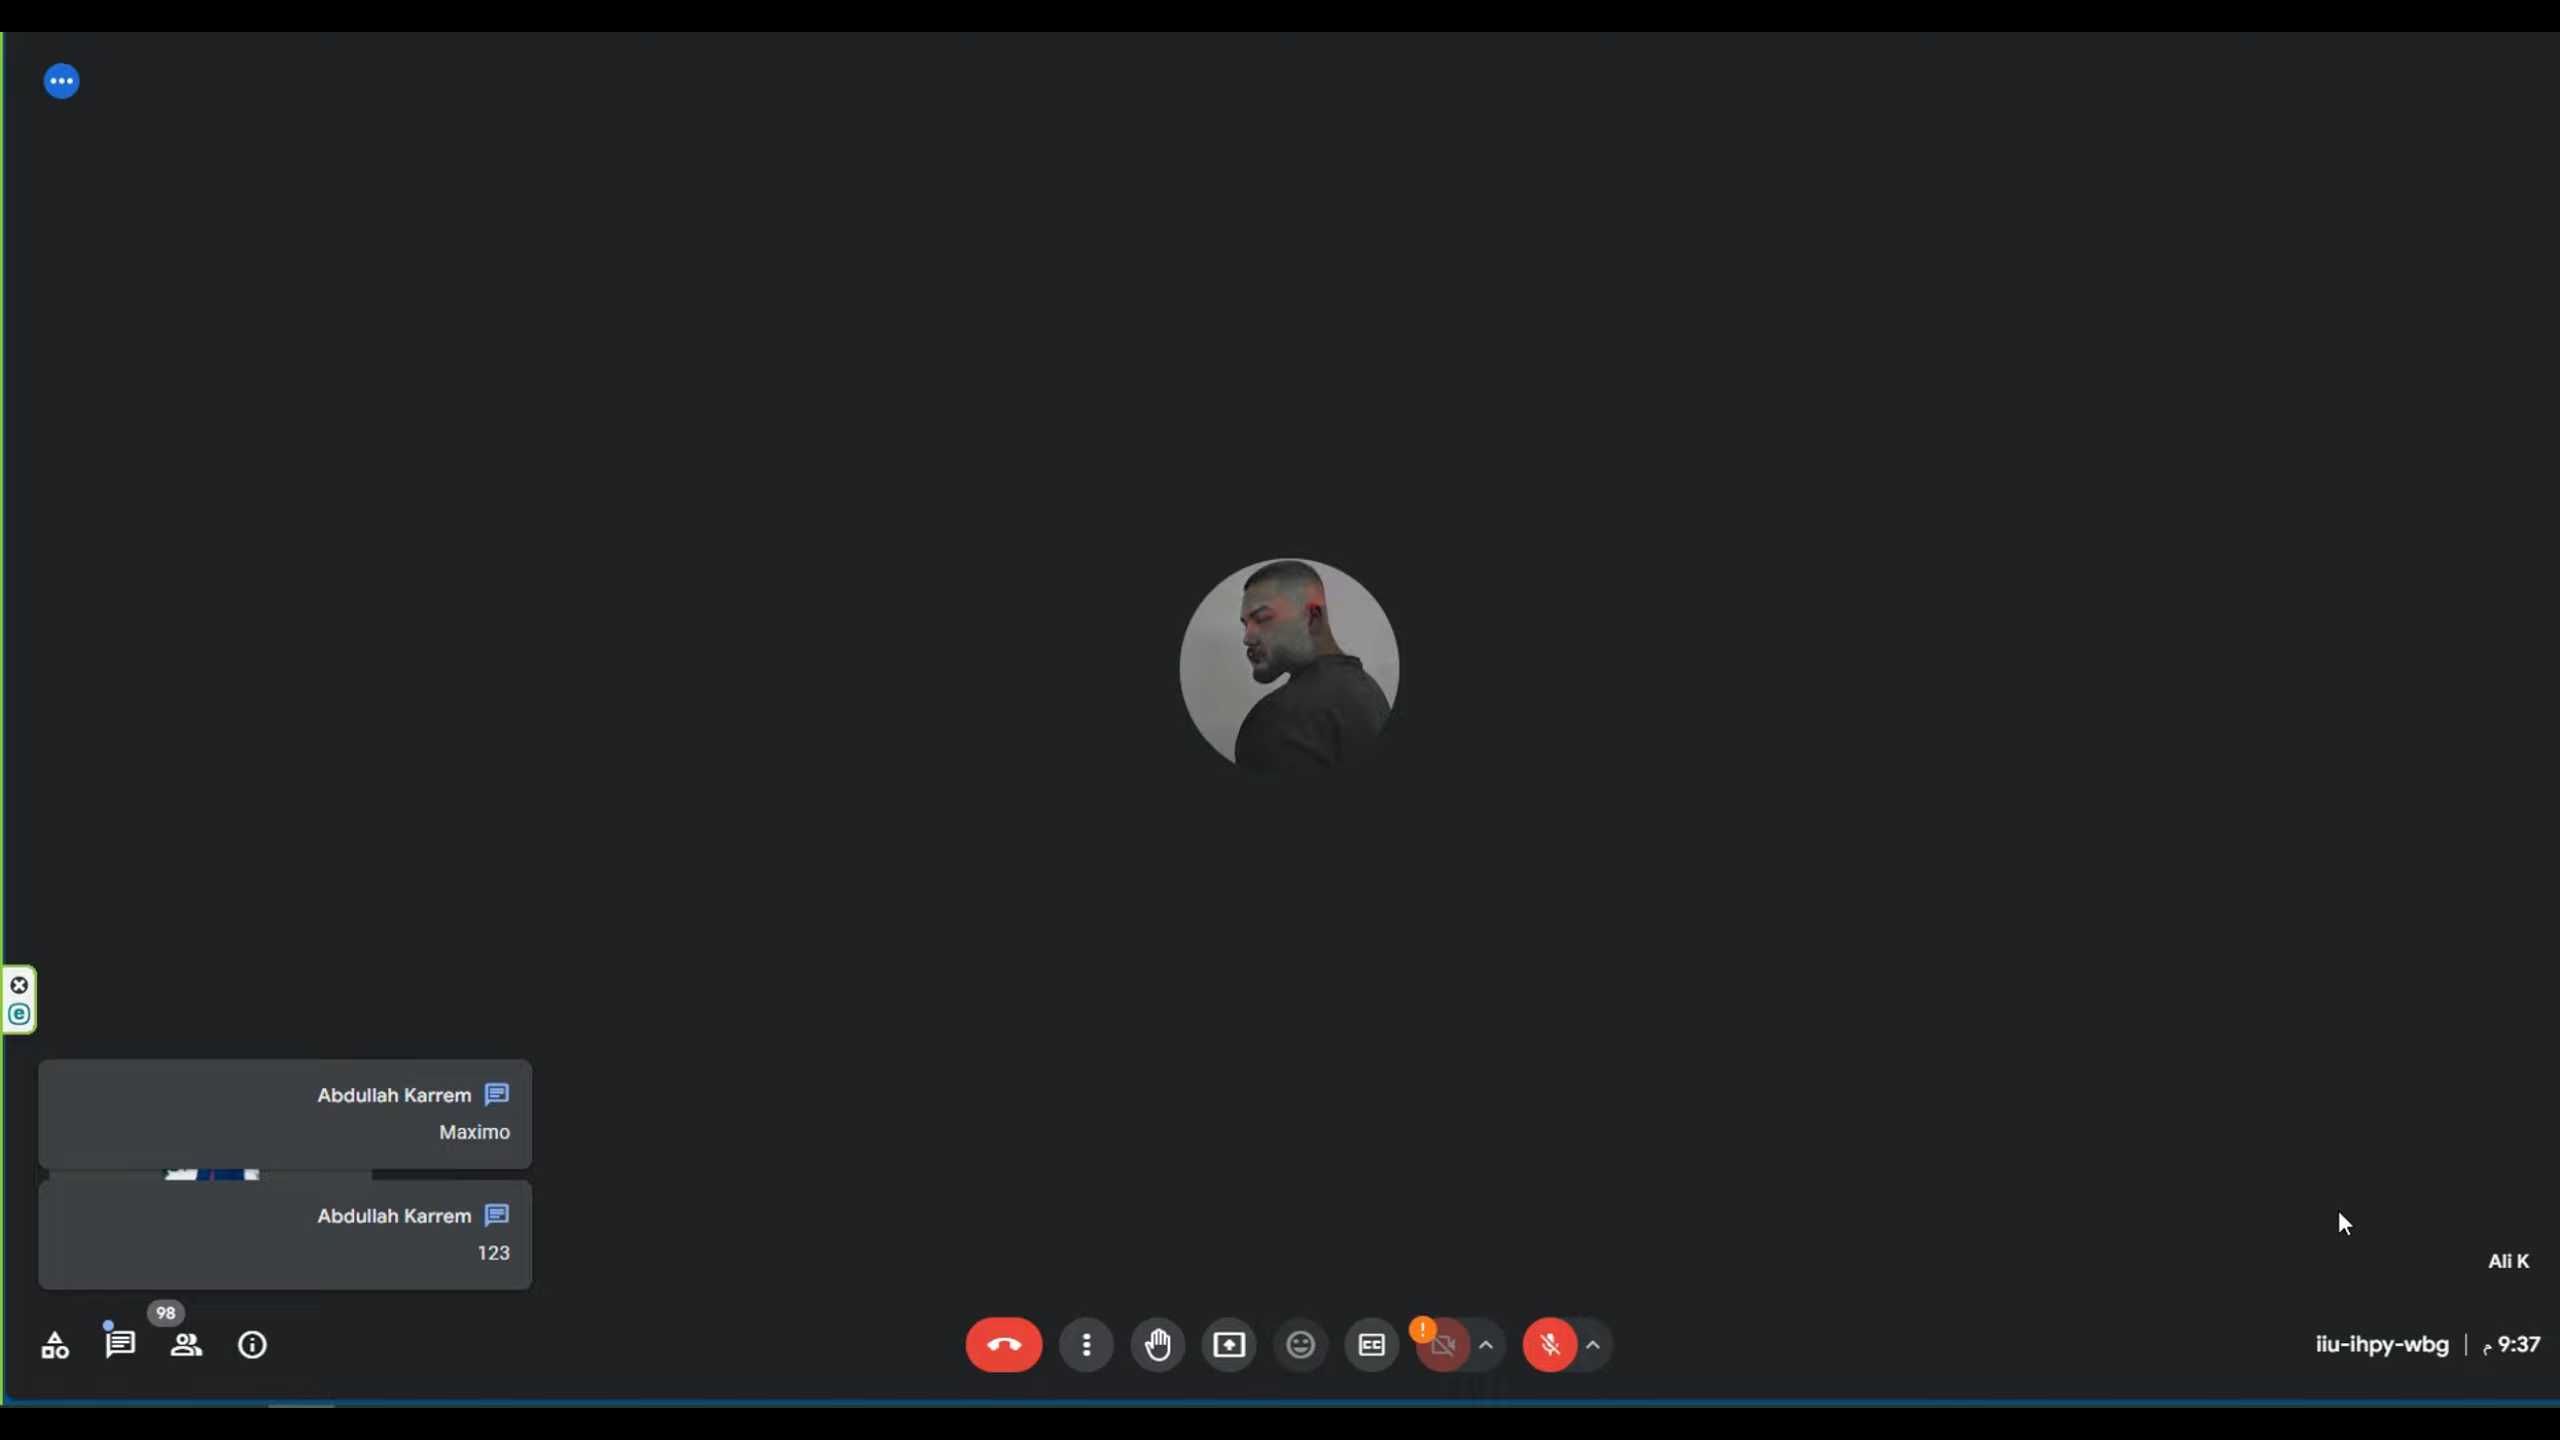 Abdullah Karrem
Maximo
Abdullah Karrem
123
Ali K
98
iiu-ihpy-wbg | 9:37 م